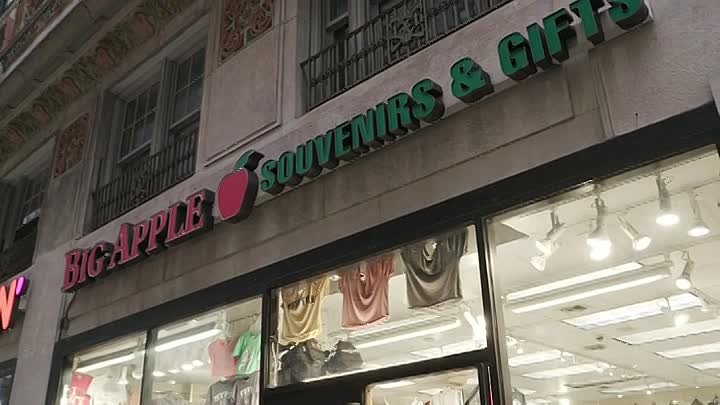 BIG APPLE SOUVENIRS & GIFTS